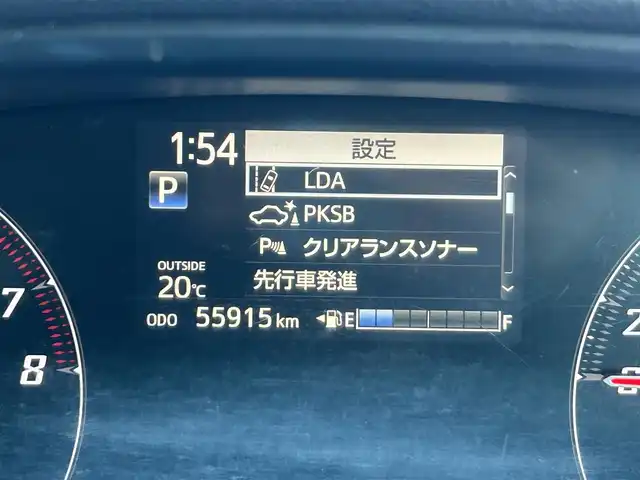 1:54
設定
LDA
P
PKSB
P クリアランスソナー
OUTSIDE
20℃
先行車発進
ODO 55915 km
E F
7
8
2